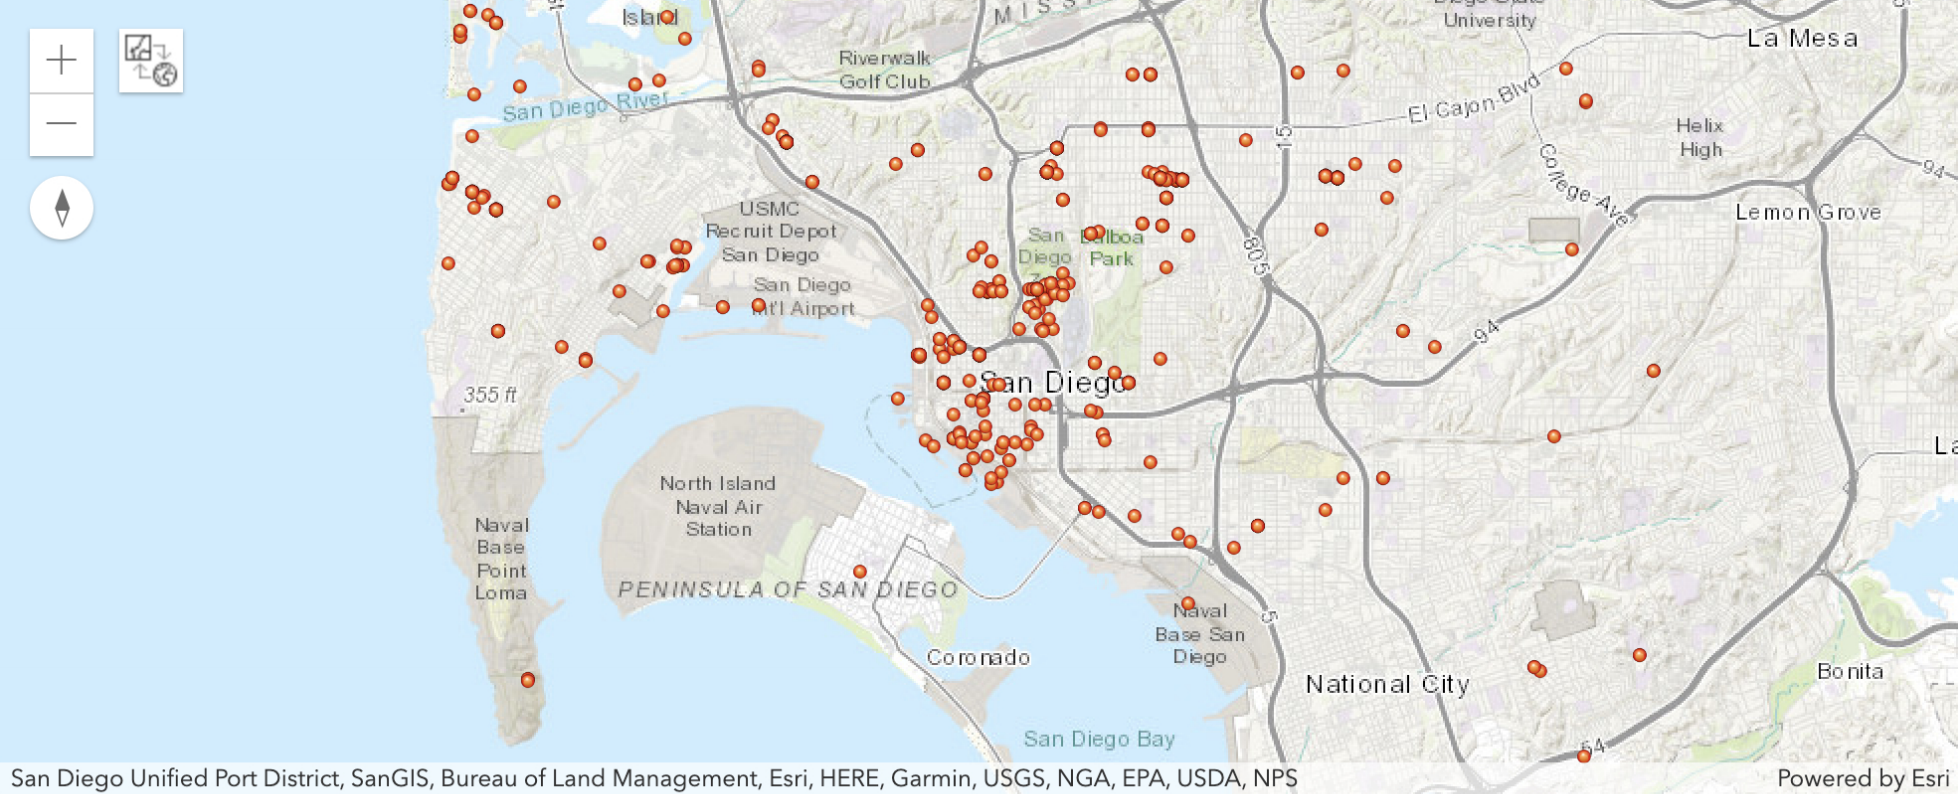 Island
MISS
Diego State
University
La Mesa
Riverwalk
Golf Club
San Diego River
El Cajon Blvd
15
Helix
High
College Ave
94
Lemon Grove
USMC
Recruit Depot
San Diego
San
Diego
Balboa
Park
805
San Diego
Int'l Airport
94
San Diego
355 ft
North Island
Naval Air
Station
Naval
Base
Point
Loma
PENINSULA OF SAN DIEGO
Naval
Base San
Diego
5
Coronado
National City
Bonita
San Diego Bay
54
San Diego Unified Port District, SanGIS, Bureau of Land Management, Esri, HERE, Garmin, USGS, NGA, EPA, USDA, NPS
Powered by Esri